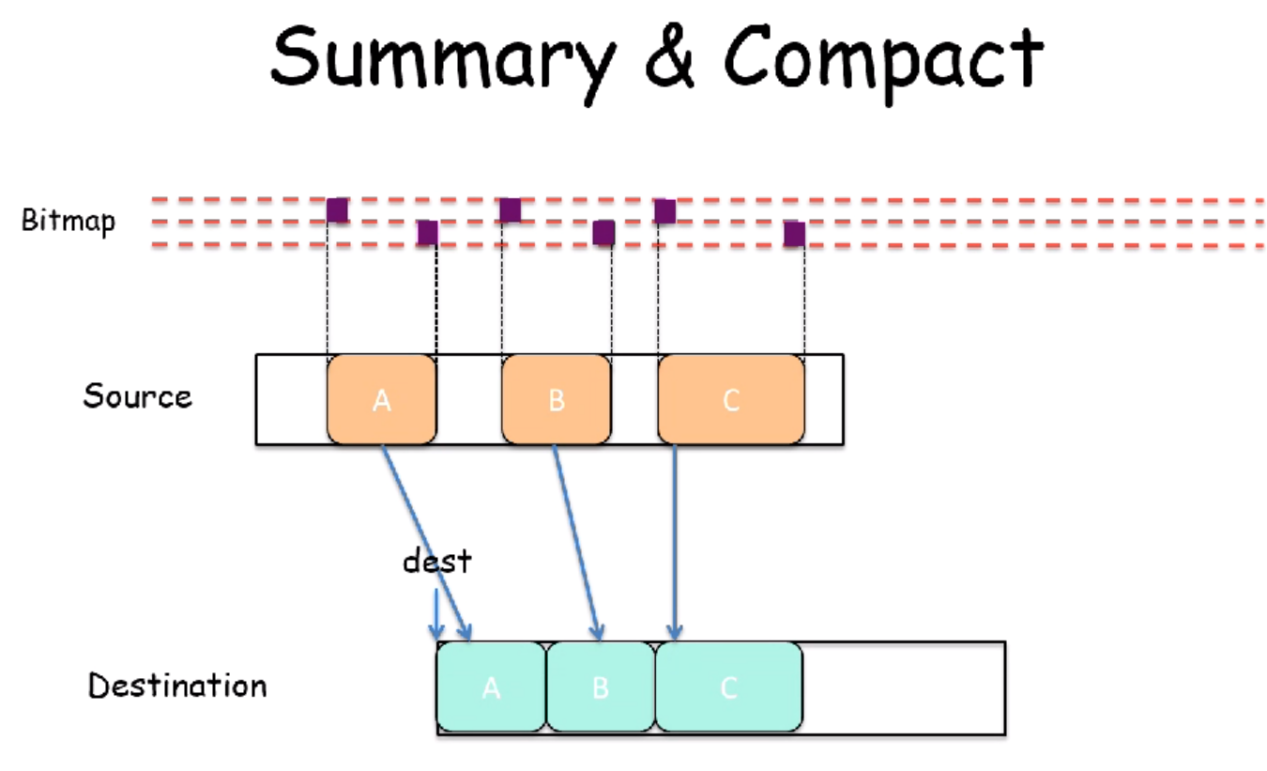 Summary & Compact
Bitmap
Source
A
B
C
dest
Destination
A
B
C